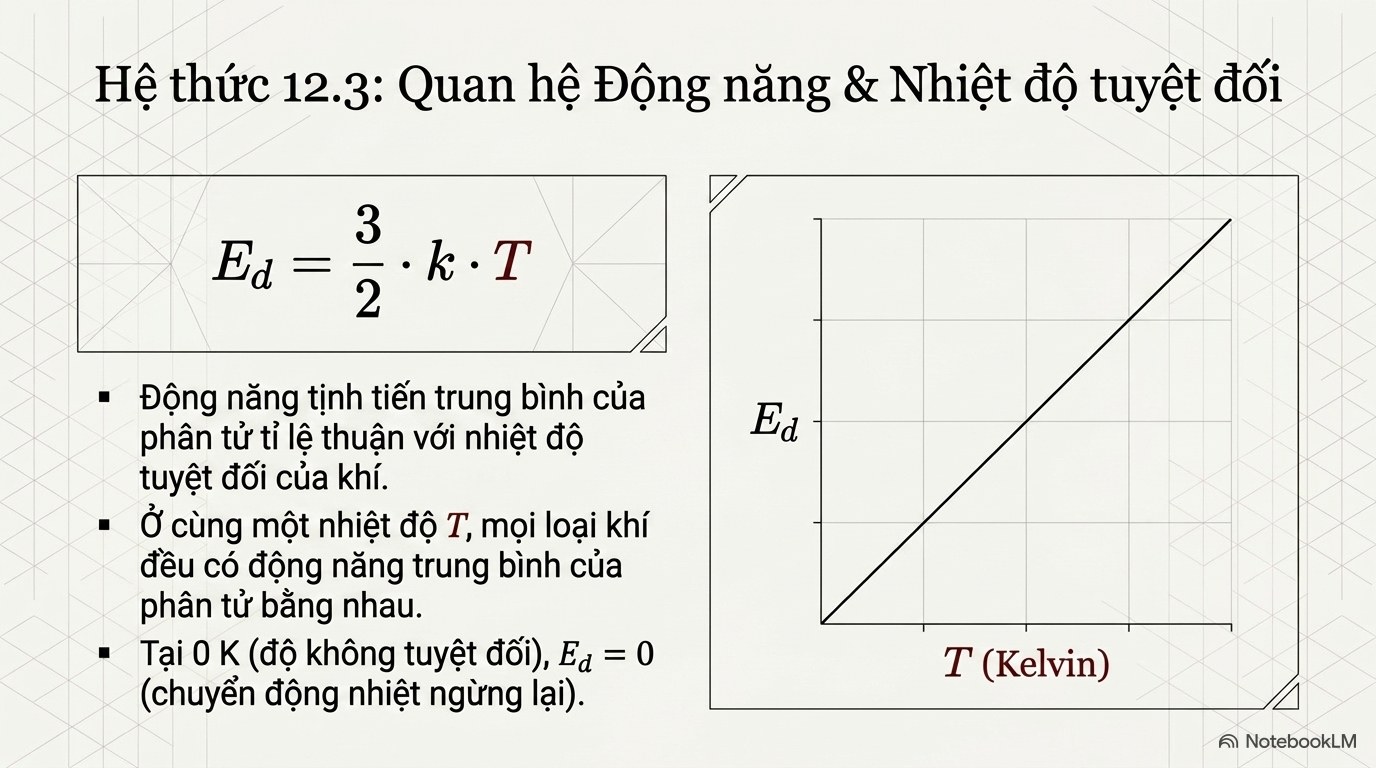 Hệ thức 12.3: Quan hệ Động năng & Nhiệt độ tuyệt đối
E_d = 3/2 · k · T
▪ Động năng tịnh tiến trung bình của
phân tử tỉ lệ thuận với nhiệt độ
tuyệt đối của khí.
▪ Ở cùng một nhiệt độ T, mọi loại khí
đều có động năng trung bình của
phân tử bằng nhau.
▪ Tại 0 K (độ không tuyệt đối), E_d = 0
(chuyển động nhiệt ngừng lại).
E_d
T (Kelvin)
NotebookLM